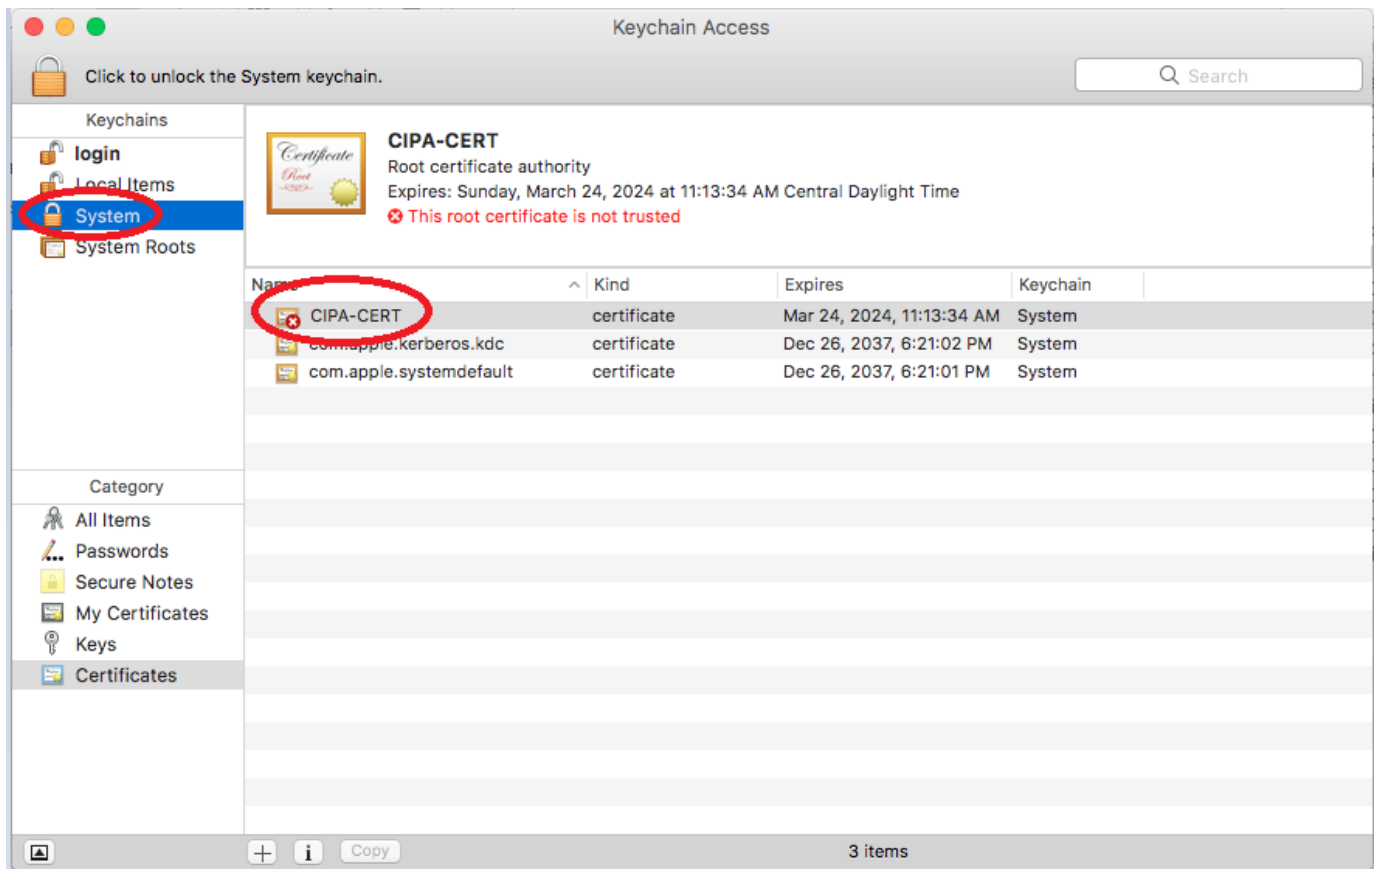 Keychain Access
Click to unlock the System keychain.
Search
Keychains
login
Local Items
System
System Roots
Certificate
Root
CIPA-CERT
Root certificate authority
Expires: Sunday, March 24, 2024 at 11:13:34 AM Central Daylight Time
This root certificate is not trusted
Name Kind Expires Keychain
CIPA-CERT certificate Mar 24, 2024, 11:13:34 AM System
com.apple.kerberos.kdc certificate Dec 26, 2037, 6:21:02 PM System
com.apple.systemdefault certificate Dec 26, 2037, 6:21:01 PM System
Category
All Items
Passwords
Secure Notes
My Certificates
Keys
Certificates
+ i Copy 3 items